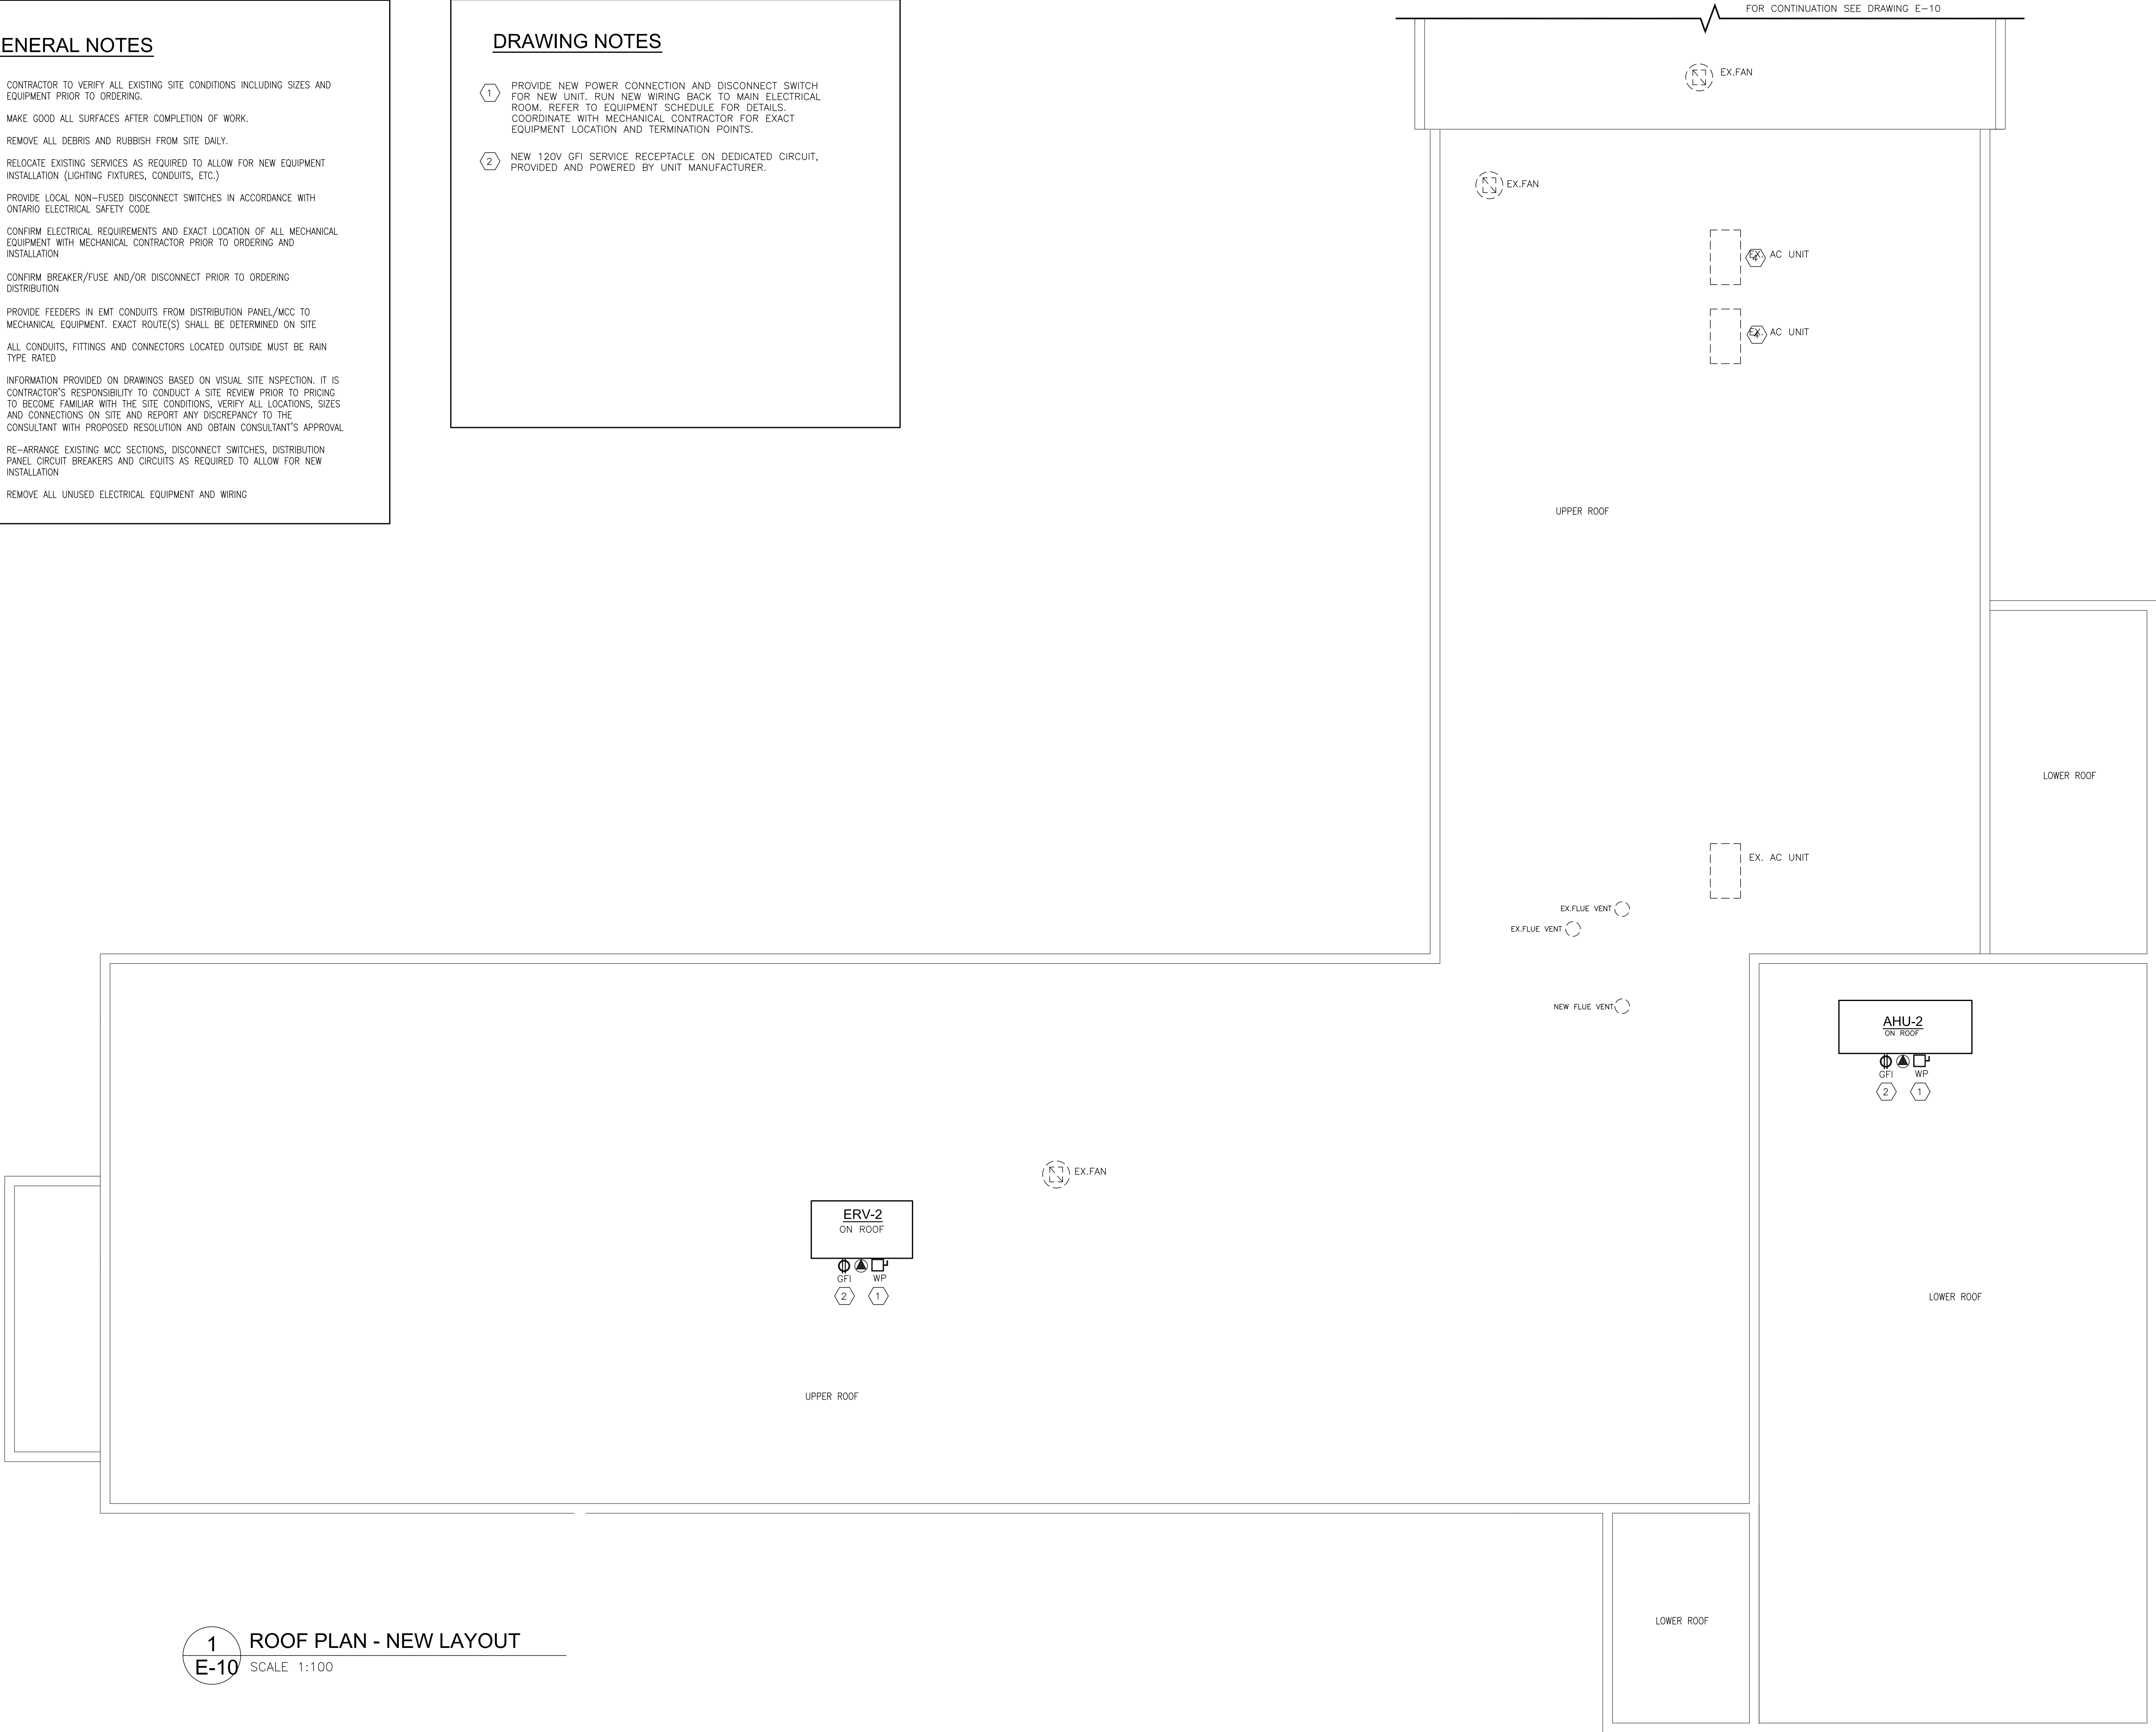 ENERAL NOTES
CONTRACTOR TO VERIFY ALL EXISTING SITE CONDITIONS INCLUDING SIZES AND
EQUIPMENT PRIOR TO ORDERING.
MAKE GOOD ALL SURFACES AFTER COMPLETION OF WORK.
REMOVE ALL DEBRIS AND RUBBISH FROM SITE DAILY.
RELOCATE EXISTING SERVICES AS REQUIRED TO ALLOW FOR NEW EQUIPMENT
INSTALLATION (LIGHTING FIXTURES, CONDUITS, ETC.)
PROVIDE LOCAL NON-FUSED DISCONNECT SWITCHES IN ACCORDANCE WITH
ONTARIO ELECTRICAL SAFETY CODE
CONFIRM ELECTRICAL REQUIREMENTS AND EXACT LOCATION OF ALL MECHANICAL
EQUIPMENT WITH MECHANICAL CONTRACTOR PRIOR TO ORDERING AND
INSTALLATION
CONFIRM BREAKER/FUSE AND/OR DISCONNECT PRIOR TO ORDERING
DISTRIBUTION
PROVIDE FEEDERS IN EMT CONDUITS FROM DISTRIBUTION PANEL/MCC TO
MECHANICAL EQUIPMENT. EXACT ROUTE(S) SHALL BE DETERMINED ON SITE
ALL CONDUITS, FITTINGS AND CONNECTORS LOCATED OUTSIDE MUST BE RAIN
TYPE RATED
INFORMATION PROVIDED ON DRAWINGS BASED ON VISUAL SITE NSPECTION. IT IS
CONTRACTOR'S RESPONSIBILITY TO CONDUCT A SITE REVIEW PRIOR TO PRICING
TO BECOME FAMILIAR WITH THE SITE CONDITIONS, VERIFY ALL LOCATIONS, SIZES
AND CONNECTIONS ON SITE AND REPORT ANY DISCREPANCY TO THE
CONSULTANT WITH PROPOSED RESOLUTION AND OBTAIN CONSULTANT'S APPROVAL
RE-ARRANGE EXISTING MCC SECTIONS, DISCONNECT SWITCHES, DISTRIBUTION
PANEL CIRCUIT BREAKERS AND CIRCUITS AS REQUIRED TO ALLOW FOR NEW
INSTALLATION
REMOVE ALL UNUSED ELECTRICAL EQUIPMENT AND WIRING
DRAWING NOTES
1 PROVIDE NEW POWER CONNECTION AND DISCONNECT SWITCH
FOR NEW UNIT. RUN NEW WIRING BACK TO MAIN ELECTRICAL
ROOM. REFER TO EQUIPMENT SCHEDULE FOR DETAILS.
COORDINATE WITH MECHANICAL CONTRACTOR FOR EXACT
EQUIPMENT LOCATION AND TERMINATION POINTS.
2 NEW 120V GFI SERVICE RECEPTACLE ON DEDICATED CIRCUIT,
PROVIDED AND POWERED BY UNIT MANUFACTURER.
FOR CONTINUATION SEE DRAWING E-10
EX.FAN
EX.FAN
EX. AC UNIT
4
EX. AC UNIT
4
UPPER ROOF
LOWER ROOF
EX. AC UNIT
EX.FLUE VENT
EX.FLUE VENT
NEW FLUE VENT
AHU-2
ON ROOF
GFI WP
2 1
EX.FAN
ERV-2
ON ROOF
GFI WP
2 1
LOWER ROOF
UPPER ROOF
LOWER ROOF
1
E-10
ROOF PLAN - NEW LAYOUT
SCALE 1:100